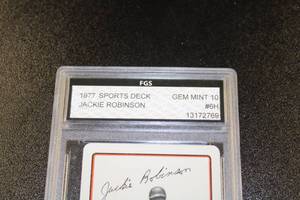 FGS
1977 SPORTS DECK GEM MINT 10
JACKIE ROBINSON #6H
13172769
Jackie Robinson